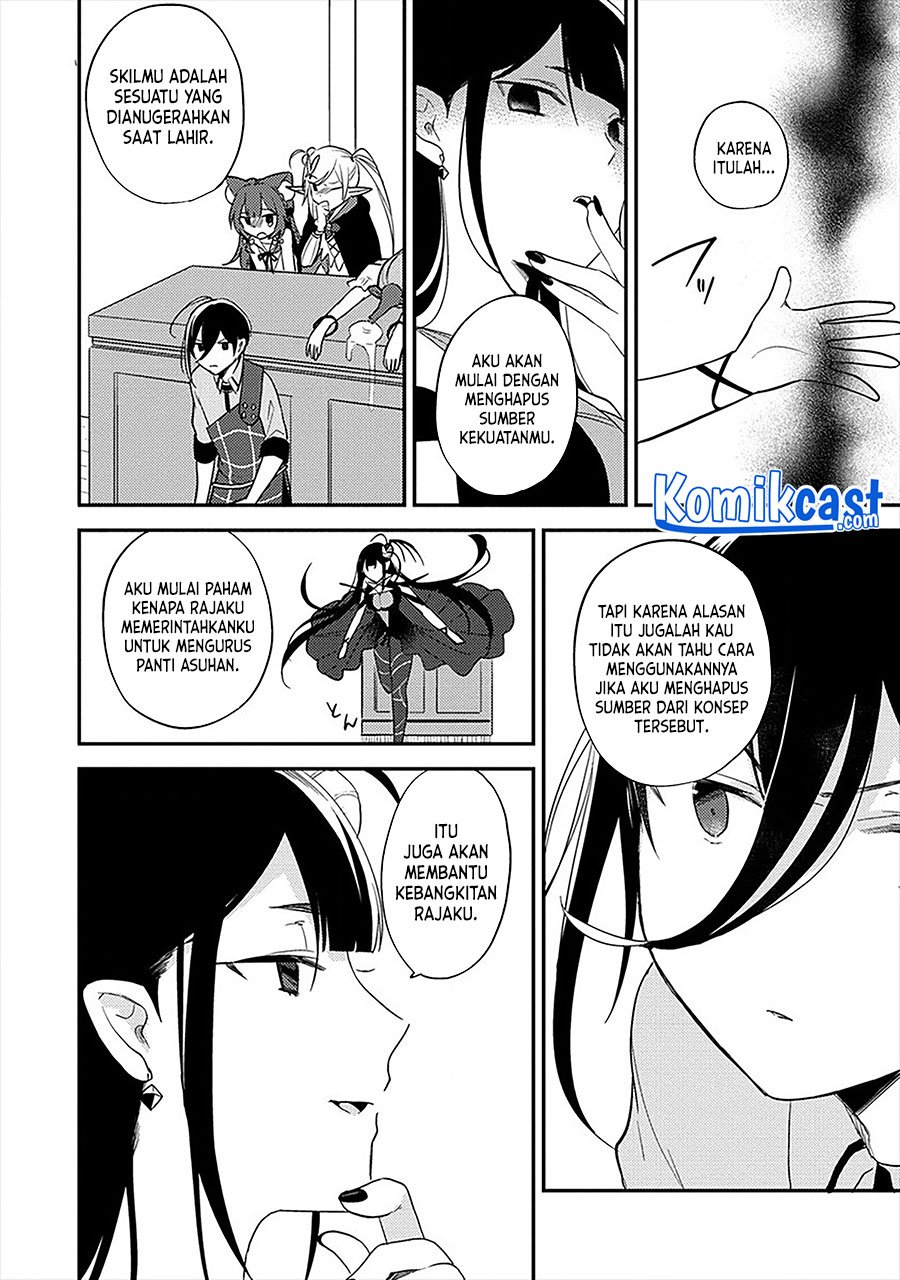 KARENA
ITULAH...
AKU AKAN
MULAI DENGAN
MENGHAPUS
SUMBER
KEKUATANMU.
SKILMU ADALAH
SESUATU YANG
DIANUGERAHKAN
SAAT LAHIR.
Komikcast
.com
TAPI KARENA ALASAN
ITU JUGALAH KAU
TIDAK AKAN TAHU CARA
MENGGUNAKANNYA
JIKA AKU MENGHAPUS
SUMBER DARI KONSEP
TERSEBUT.
AKU MULAI PAHAM
KENAPA RAJAKU
MEMERINTAHKANKU
UNTUK MENGURUS
PANTI ASUHAN.
とん
ITU
JUGA AKAN
MEMBANTU
KEBANGKITAN
RAJAKU.